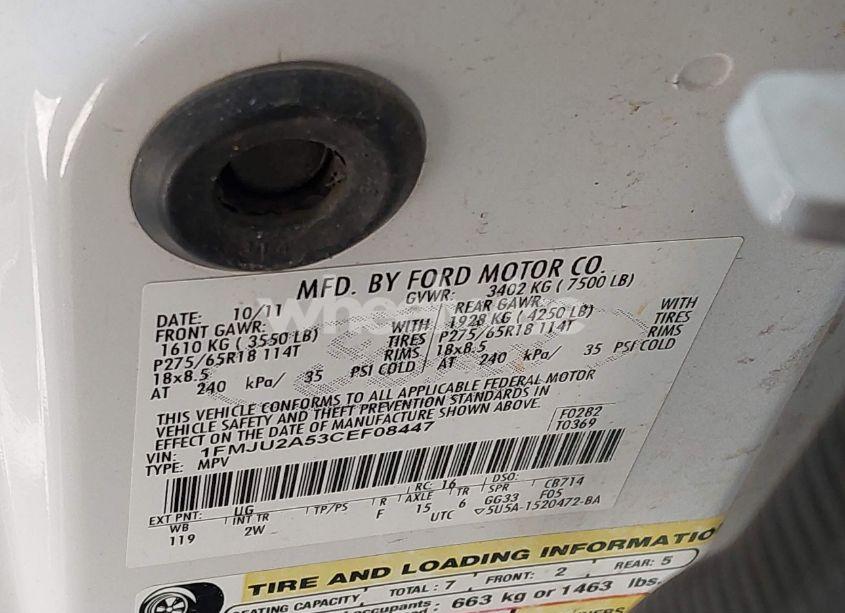 MFD. BY FORD MOTOR CO.
DATE: 10/11 GVWR: 3402 KG ( 7500 LB)
FRONT GAWR: REAR GAWR:
1610 KG ( 3550 LB) WITH 1928 KG ( 4250 LB) WITH
P275/65R18 114T TIRES P275/65R18 114T TIRES
18x8.5 RIMS 18x8.5 RIMS
AT 240 kPa/ 35 PSI COLD AT 240 kPa/ 35 PSI COLD
THIS VEHICLE CONFORMS TO ALL APPLICABLE FEDERAL MOTOR
VEHICLE SAFETY AND THEFT PREVENTION STANDARDS IN
EFFECT ON THE DATE OF MANUFACTURE SHOWN ABOVE.
VIN: 1FMJU2A53CEF08447 F0282
TYPE: MPV T0369
EXT PNT: UG RC: 16 DSO:
WB INT TR TP/PS R AXLE TR SPR CB714
119 2W F 15 6 GG33 F05
UTC 5U5A-1520472-BA
TIRE AND LOADING INFORMATION
SEATING CAPACITY TOTAL: 7 FRONT: 2 REAR: 5
occupants 663 kg or 1463 lbs.